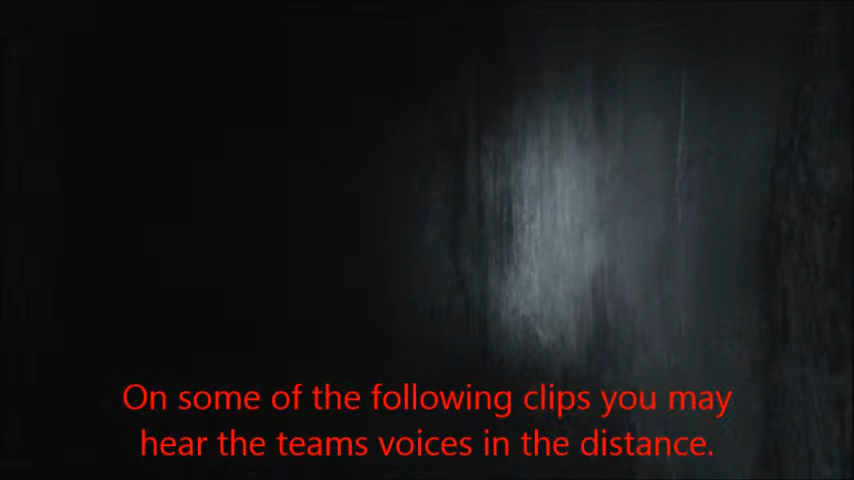 On some of the following clips you may
hear the teams voices in the distance.